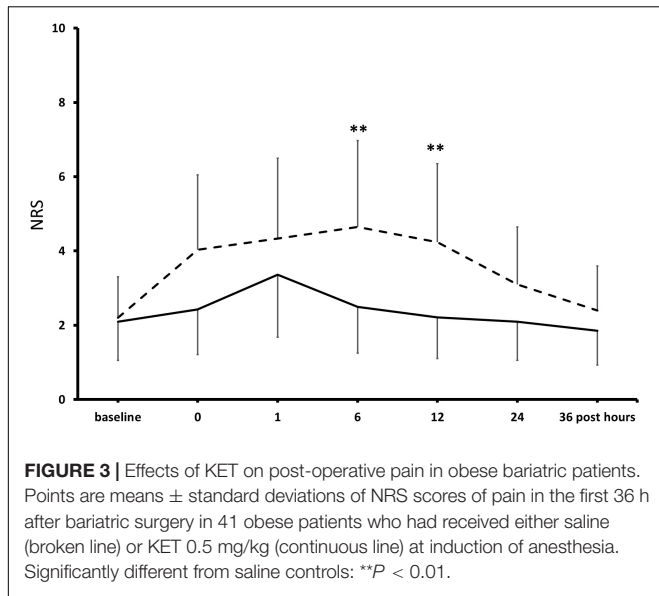 10
8
6
4
2
0
NRS
**
**
baseline 0 1 6 12 24 36 post hours
FIGURE 3 | Effects of KET on post-operative pain in obese bariatric patients.
Points are means ± standard deviations of NRS scores of pain in the first 36 h
after bariatric surgery in 41 obese patients who had received either saline
(broken line) or KET 0.5 mg/kg (continuous line) at induction of anesthesia.
Significantly different from saline controls: **P < 0.01.